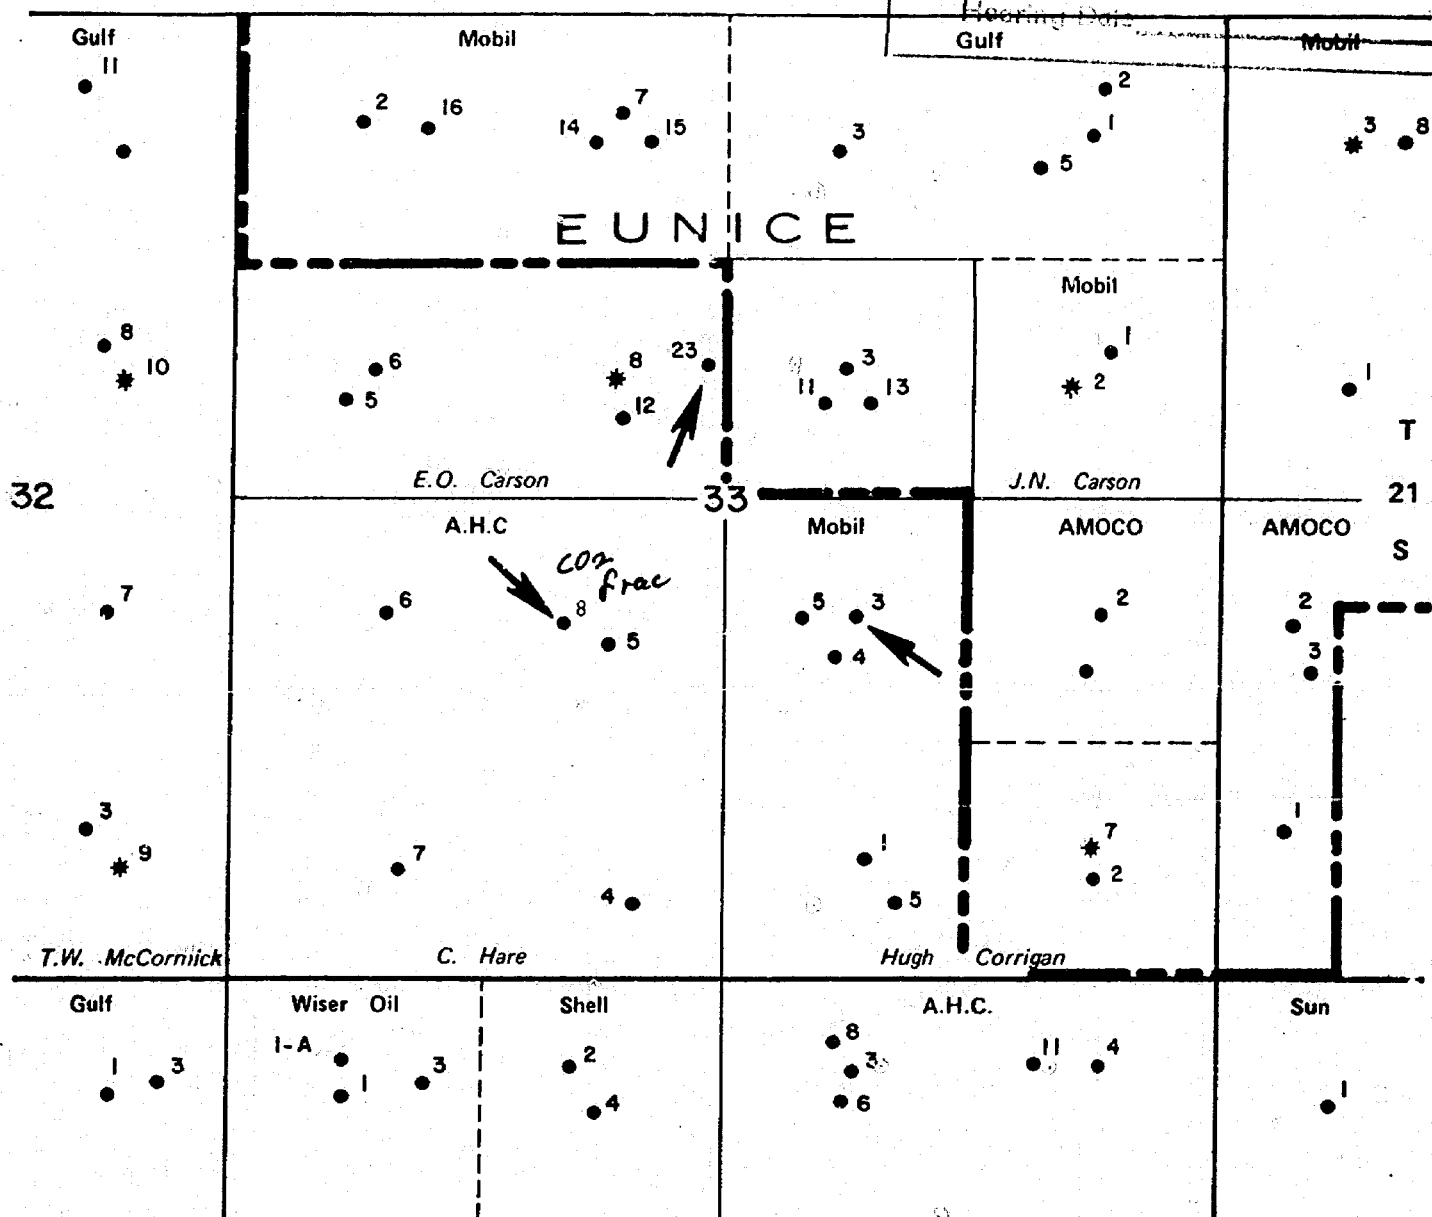 Hearing Date
Gulf Mobil Gulf Mobil
11 2 16 14 7 15 3 2 1 5 3 8
EUNICE
Mobil
8 10 6 5 8 12 23 3 11 13 1 2 1
T
E.O. Carson J.N. Carson
32 33 21
A.H.C Mobil AMOCO AMOCO
S
CO2
frac
7 6 8 5 5 3 4 2 2 3
3 9 7 4 1 5 7 2 1
T.W. McCormick C. Hare Hugh Corrigan
Gulf Wiser Oil Shell A.H.C. Sun
1 3 1-A 1 3 2 4 8 3 6 11 4 1